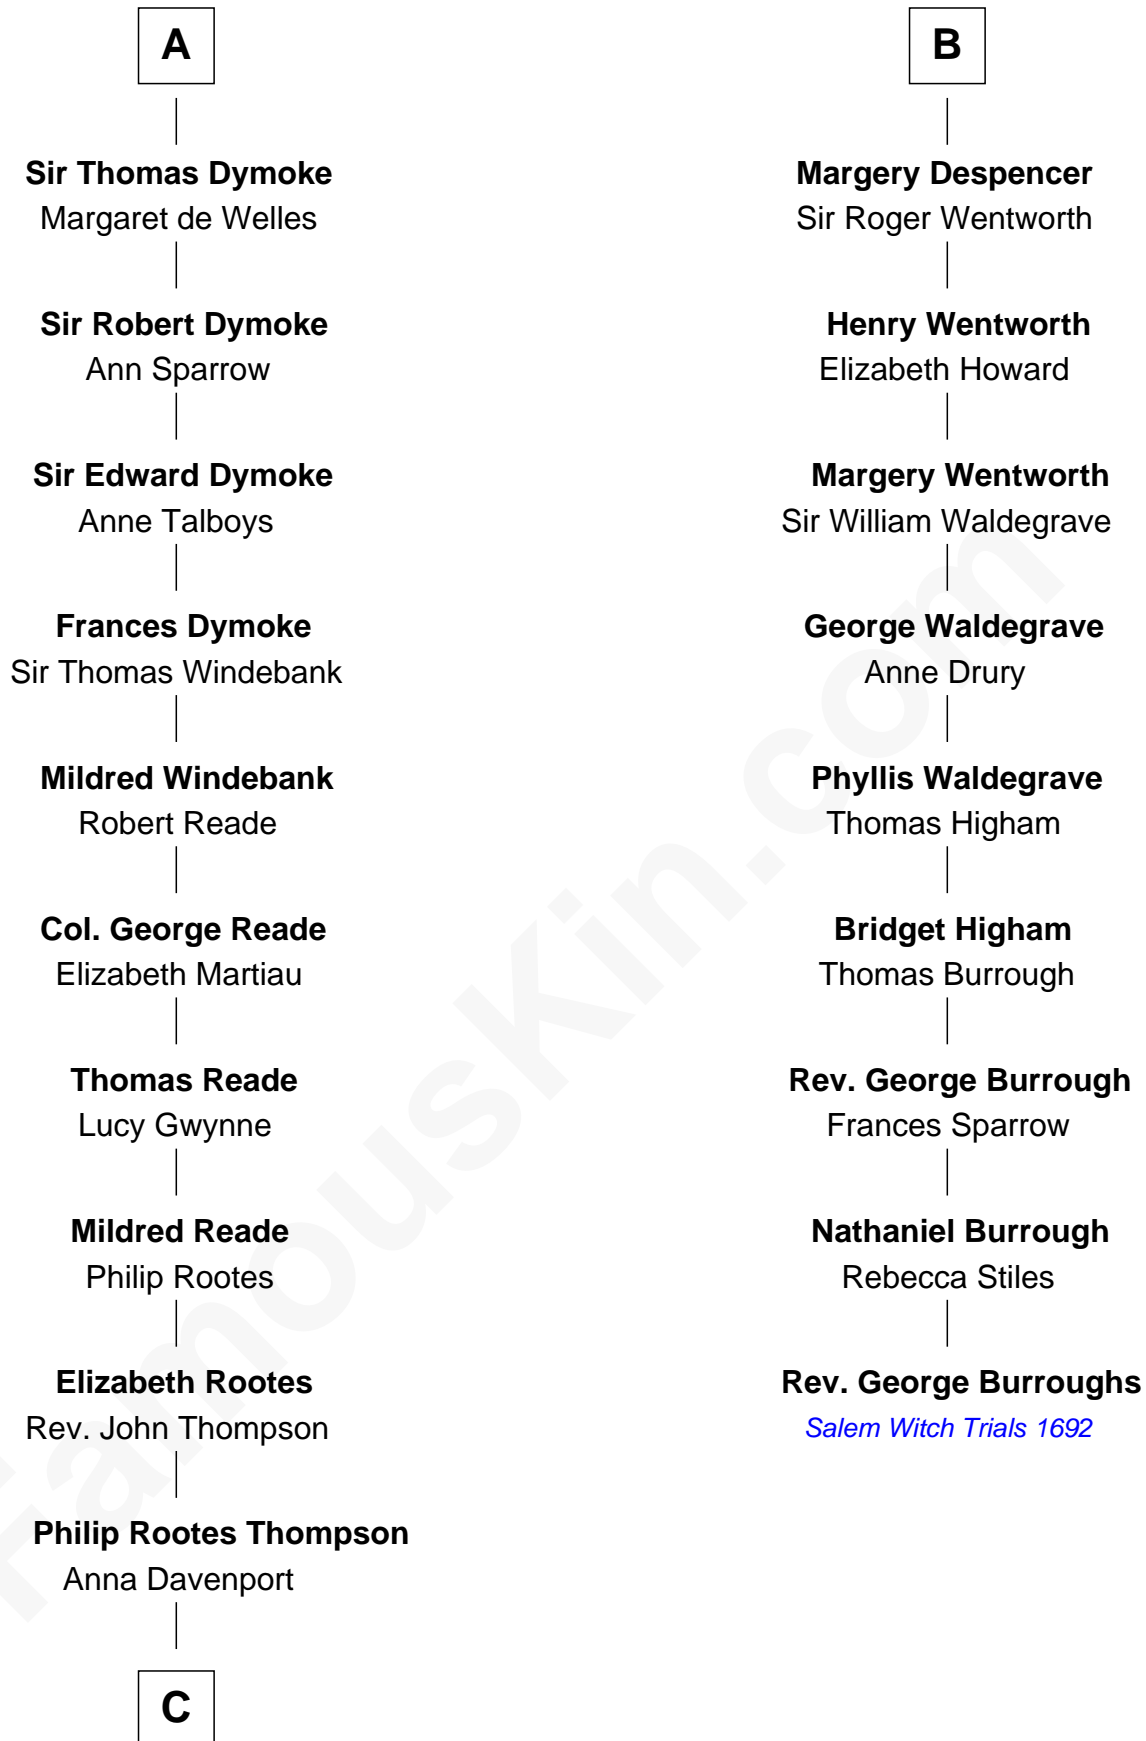 A
Sir Thomas Dymoke
Margaret de Welles
Sir Robert Dymoke
Ann Sparrow
Sir Edward Dymoke
Anne Talboys
Frances Dymoke
Sir Thomas Windebank
Mildred Windebank
Robert Reade
Col. George Reade
Elizabeth Martiau
Thomas Reade
Lucy Gwynne
Mildred Reade
Philip Rootes
Elizabeth Rootes
Rev. John Thompson
Philip Rootes Thompson
Anna Davenport
C
B
Margery Despencer
Sir Roger Wentworth
Henry Wentworth
Elizabeth Howard
Margery Wentworth
Sir William Waldegrave
George Waldegrave
Anne Drury
Phyllis Waldegrave
Thomas Higham
Bridget Higham
Thomas Burrough
Rev. George Burrough
Frances Sparrow
Nathaniel Burrough
Rebecca Stiles
Rev. George Burroughs
Salem Witch Trials 1692
FamousKin.com